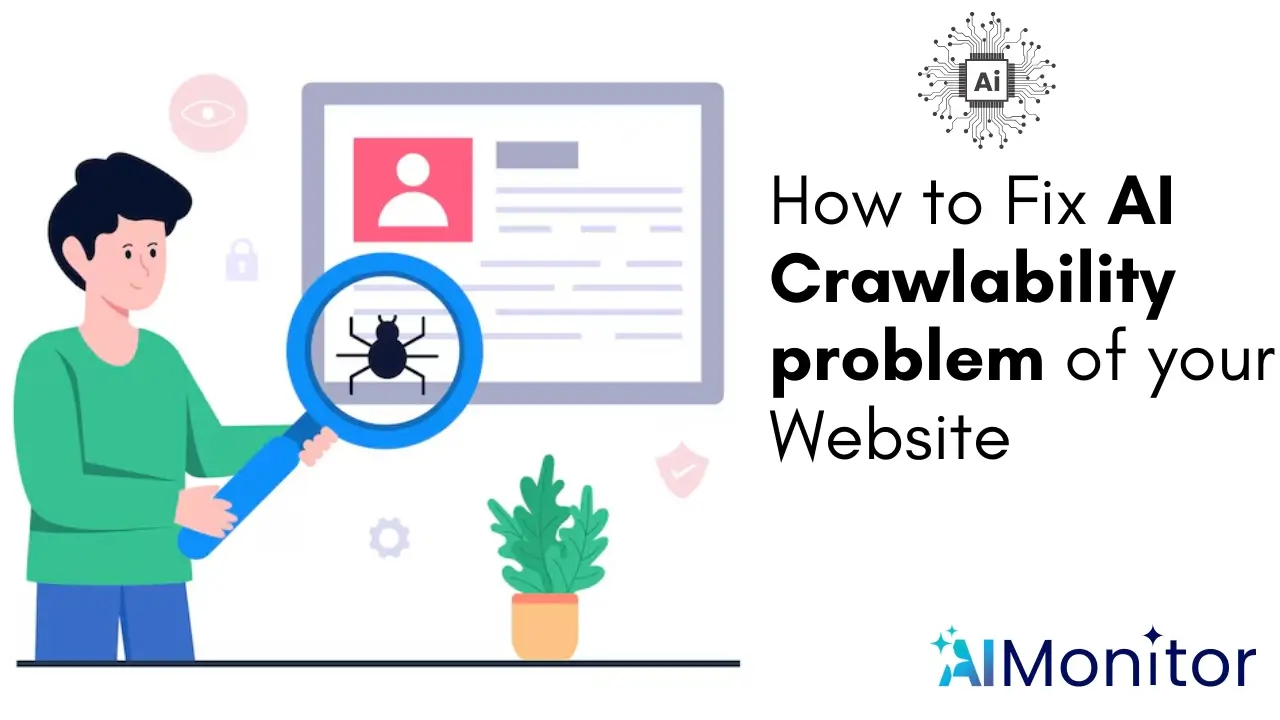 Ai
How to Fix AI
Crawlability
problem of your
Website
AIMonitor